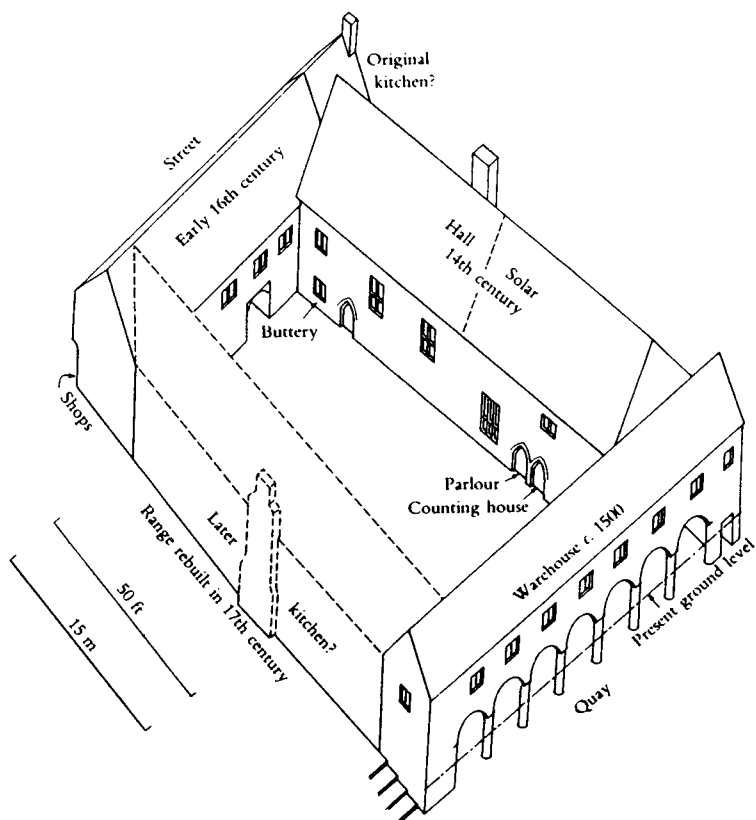 Original
kitchen?
Street
Early 16th century
Hall
Solar
14th century
Buttery
Shops
Parlour
Counting house
Warehouse c. 1500
Later
kitchen?
Range rebuilt in 17th century
Present ground level
Quay
50 ft
15 m